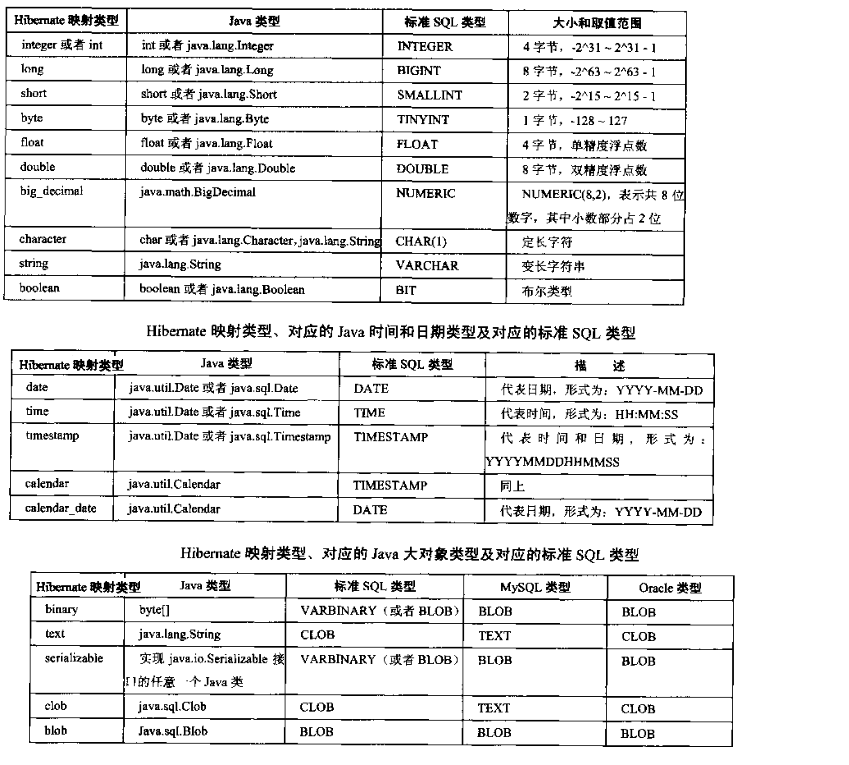 Hibernate 映射类型 Java 类型 标准 SQL 类型 大小和取值范围
integer 或者 int int 或者 java.lang.Integer INTEGER 4 字节，-2^31 ~ 2^31 - 1
long long 或者 java.lang.Long BIGINT 8 字节，-2^63 ~ 2^63 - 1
short short 或者 java.lang.Short SMALLINT 2 字节，-2^15 ~ 2^15 - 1
byte byte 或者 java.lang.Byte TINYINT 1 字节，-128 ~ 127
float float 或者 java.lang.Float FLOAT 4 字节，单精度浮点数
double double 或者 java.lang.Double DOUBLE 8 字节，双精度浮点数
big_decimal java.math.BigDecimal NUMERIC NUMERIC(8,2)，表示共 8 位
数字，其中小数部分占 2 位
character char 或者 java.lang.Character,java.lang.String CHAR(1) 定长字符
string java.lang.String VARCHAR 变长字符串
boolean boolean 或者 java.lang.Boolean BIT 布尔类型
Hibernate 映射类型、对应的 Java 时间和日期类型及对应的标准 SQL 类型
Hibernate 映射类型 Java 类型 标准 SQL 类型 描 述
date java.util.Date 或者 java.sql.Date DATE 代表日期，形式为：YYYY-MM-DD
time java.util.Date 或者 java.sql.Time TIME 代表时间，形式为：HH:MM:SS
timestamp java.util.Date 或者 java.sql.Timestamp TIMESTAMP 代表时间和日期，形式为：
YYYYMMDDHHMMSS
calendar java.util.Calendar TIMESTAMP 同上
calendar_date java.util.Calendar DATE 代表日期，形式为：YYYY-MM-DD
Hibernate 映射类型、对应的 Java 大对象类型及对应的标准 SQL 类型
Hibernate 映射类型 Java 类型 标准 SQL 类型 MySQL 类型 Oracle 类型
binary byte[] VARBINARY（或者 BLOB） BLOB BLOB
text java.lang.String CLOB TEXT CLOB
serializable 实现 java.io.Serializable 接 VARBINARY（或者 BLOB） BLOB BLOB
口的任意一个 Java 类
clob java.sql.Clob CLOB TEXT CLOB
blob Java.sql.Blob BLOB BLOB BLOB